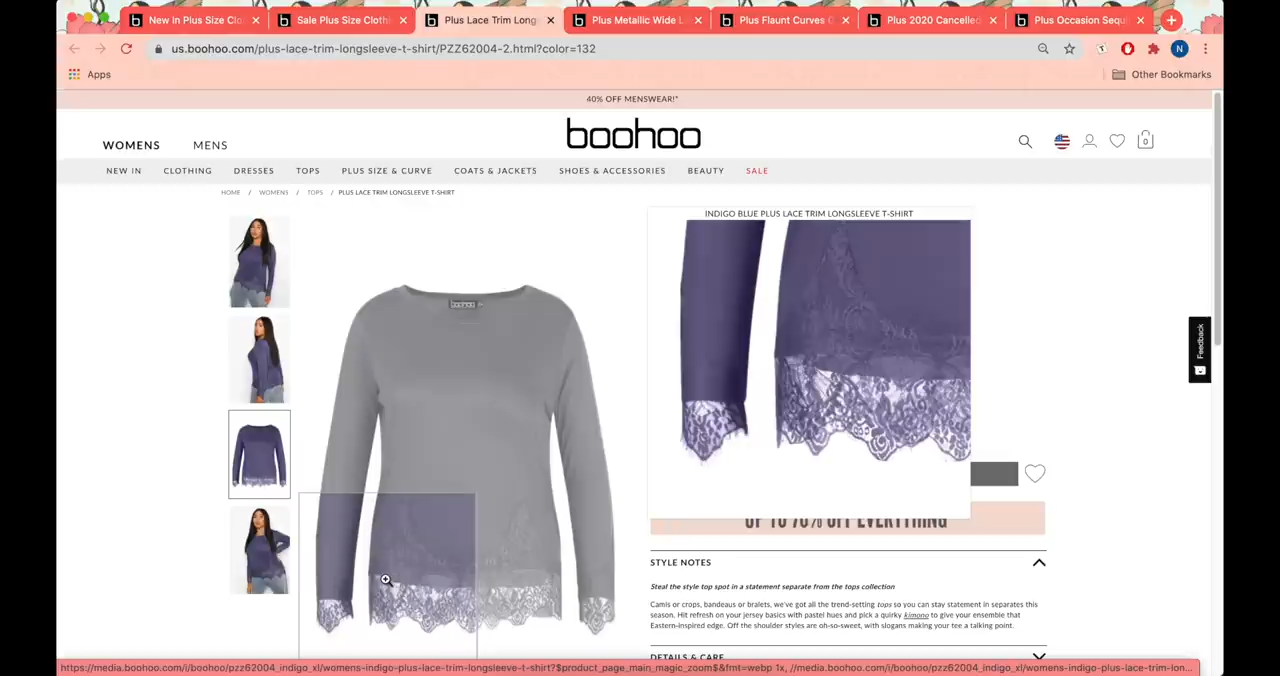 New In Plus Size Clo
Sale Plus Size Clothi
Plus Lace Trim Long
Plus Metallic Wide L
Plus Flaunt Curves G
Plus 2020 Cancelled
Plus Occasion Sequ
us.boohoo.com/plus-lace-trim-longsleeve-t-shirt/PZZ62004-2.html?color=132
N
Apps
Other Bookmarks
40% OFF MENSWEAR!*
WOMENS
MENS
boohoo
0
NEW IN
CLOTHING
DRESSES
TOPS
PLUS SIZE & CURVE
COATS & JACKETS
SHOES & ACCESSORIES
BEAUTY
SALE
HOME / WOMENS / TOPS / PLUS LACE TRIM LONGSLEEVE T-SHIRT
INDIGO BLUE PLUS LACE TRIM LONGSLEEVE T-SHIRT
Feedback
UP TO 70% OFF EVERYTHING
STYLE NOTES
Steal the style top spot in a statement separate from the tops collection
Camis or crops, bandeaus or bralets, we've got all the trend-setting tops so you can stay statement in separates this
season. Hit refresh on your jersey basics with pastel hues and pick a quirky kimono to give your ensemble that
Eastern-inspired edge. Off the shoulder styles are oh-so-sweet, with slogans making your tee a talking point.
DETAILS & CARE
https://media.boohoo.com/i/boohoo/pzz62004_indigo_xl/womens-indigo-plus-lace-trim-longsleeve-t-shirt?$product_page_main_magic_zoom$&fmt=webp 1x, //media.boohoo.com/i/boohoo/pzz62004_indigo_xl/womens-indigo-plus-lace-trim-lon...